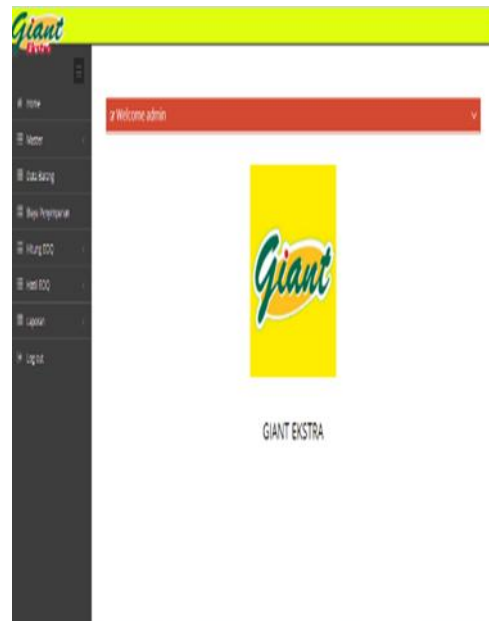 Giant
Ekstra
Home
Master
Data Barang
Biaya Penyimpanan
Hitung EOQ
Hasil EOQ
Laporan
Log out
Welcome admin
Giant
GIANT EKSTRA